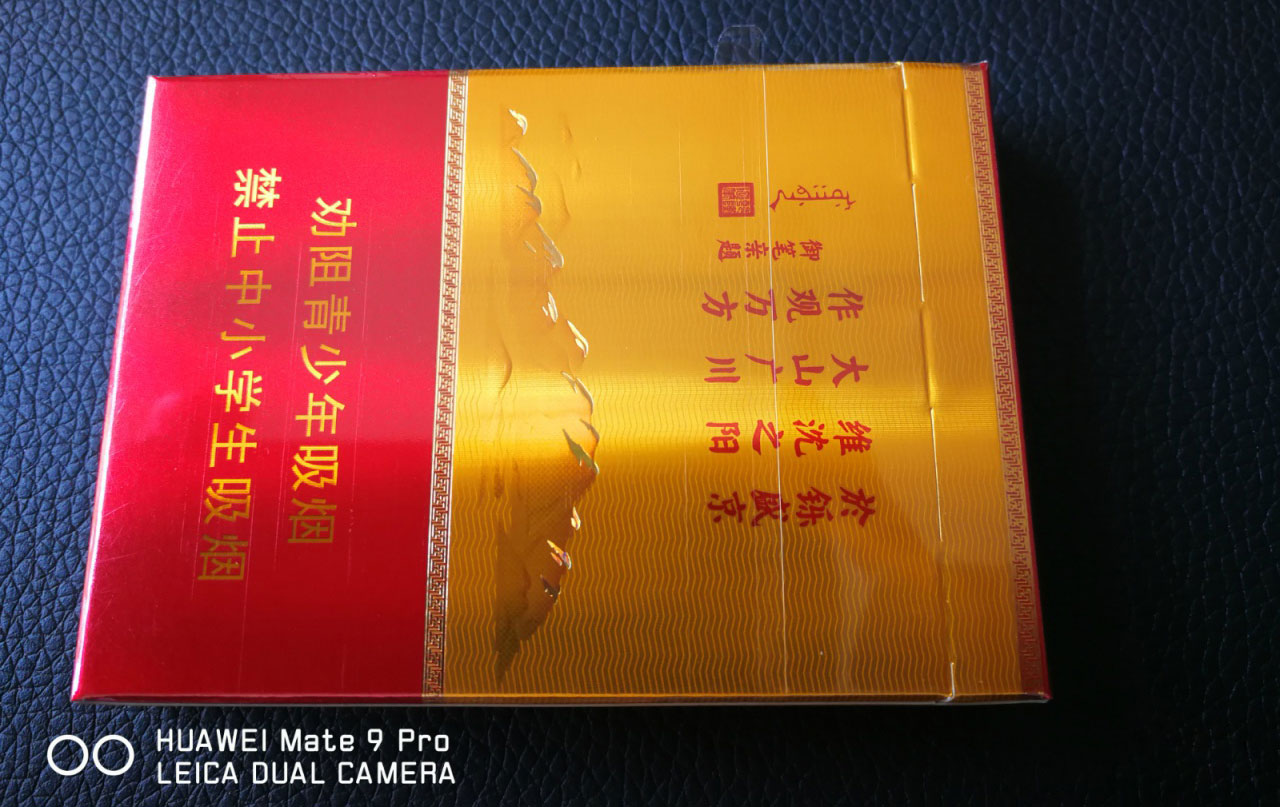 於铄盛京
维沈之阳
大山广川
作观万方
御笔亲题
劝阻青少年吸烟
禁止中小学生吸烟
HUAWEI Mate 9 Pro
LEICA DUAL CAMERA